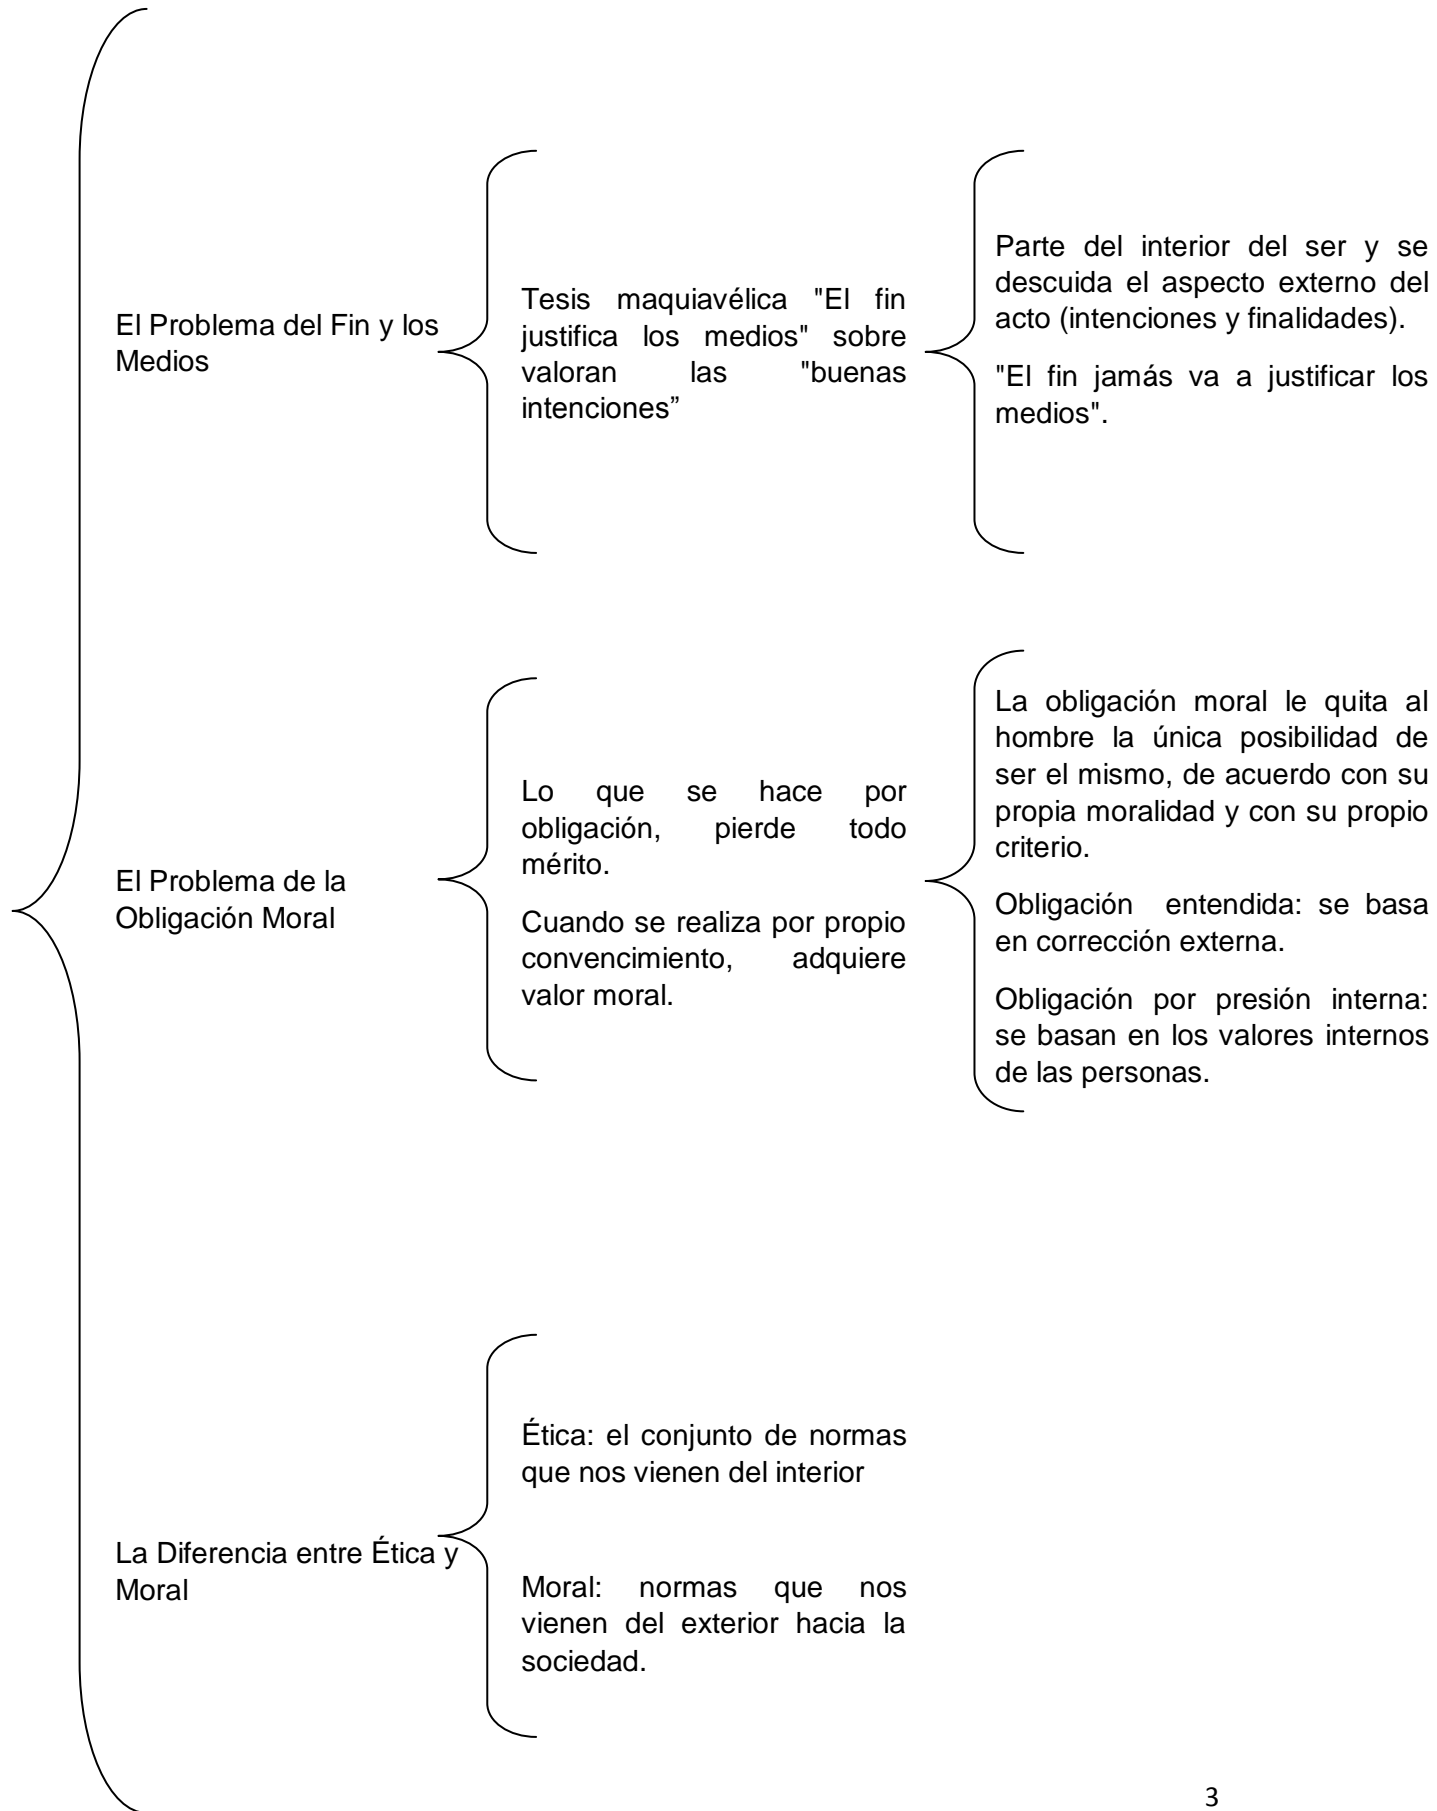 El Problema del Fin y los
Medios
Tesis maquiavélica "El fin
justifica los medios" sobre
valoran las "buenas
intenciones”
Parte del interior del ser y se
descuida el aspecto externo del
acto (intenciones y finalidades).
"El fin jamás va a justificar los
medios".
El Problema de la
Obligación Moral
Lo que se hace por
obligación, pierde todo
mérito.
Cuando se realiza por propio
convencimiento, adquiere
valor moral.
La obligación moral le quita al
hombre la única posibilidad de
ser el mismo, de acuerdo con su
propia moralidad y con su propio
criterio.
Obligación entendida: se basa
en corrección externa.
Obligación por presión interna:
se basan en los valores internos
de las personas.
La Diferencia entre Ética y
Moral
Ética: el conjunto de normas
que nos vienen del interior
Moral: normas que nos
vienen del exterior hacia la
sociedad.
3